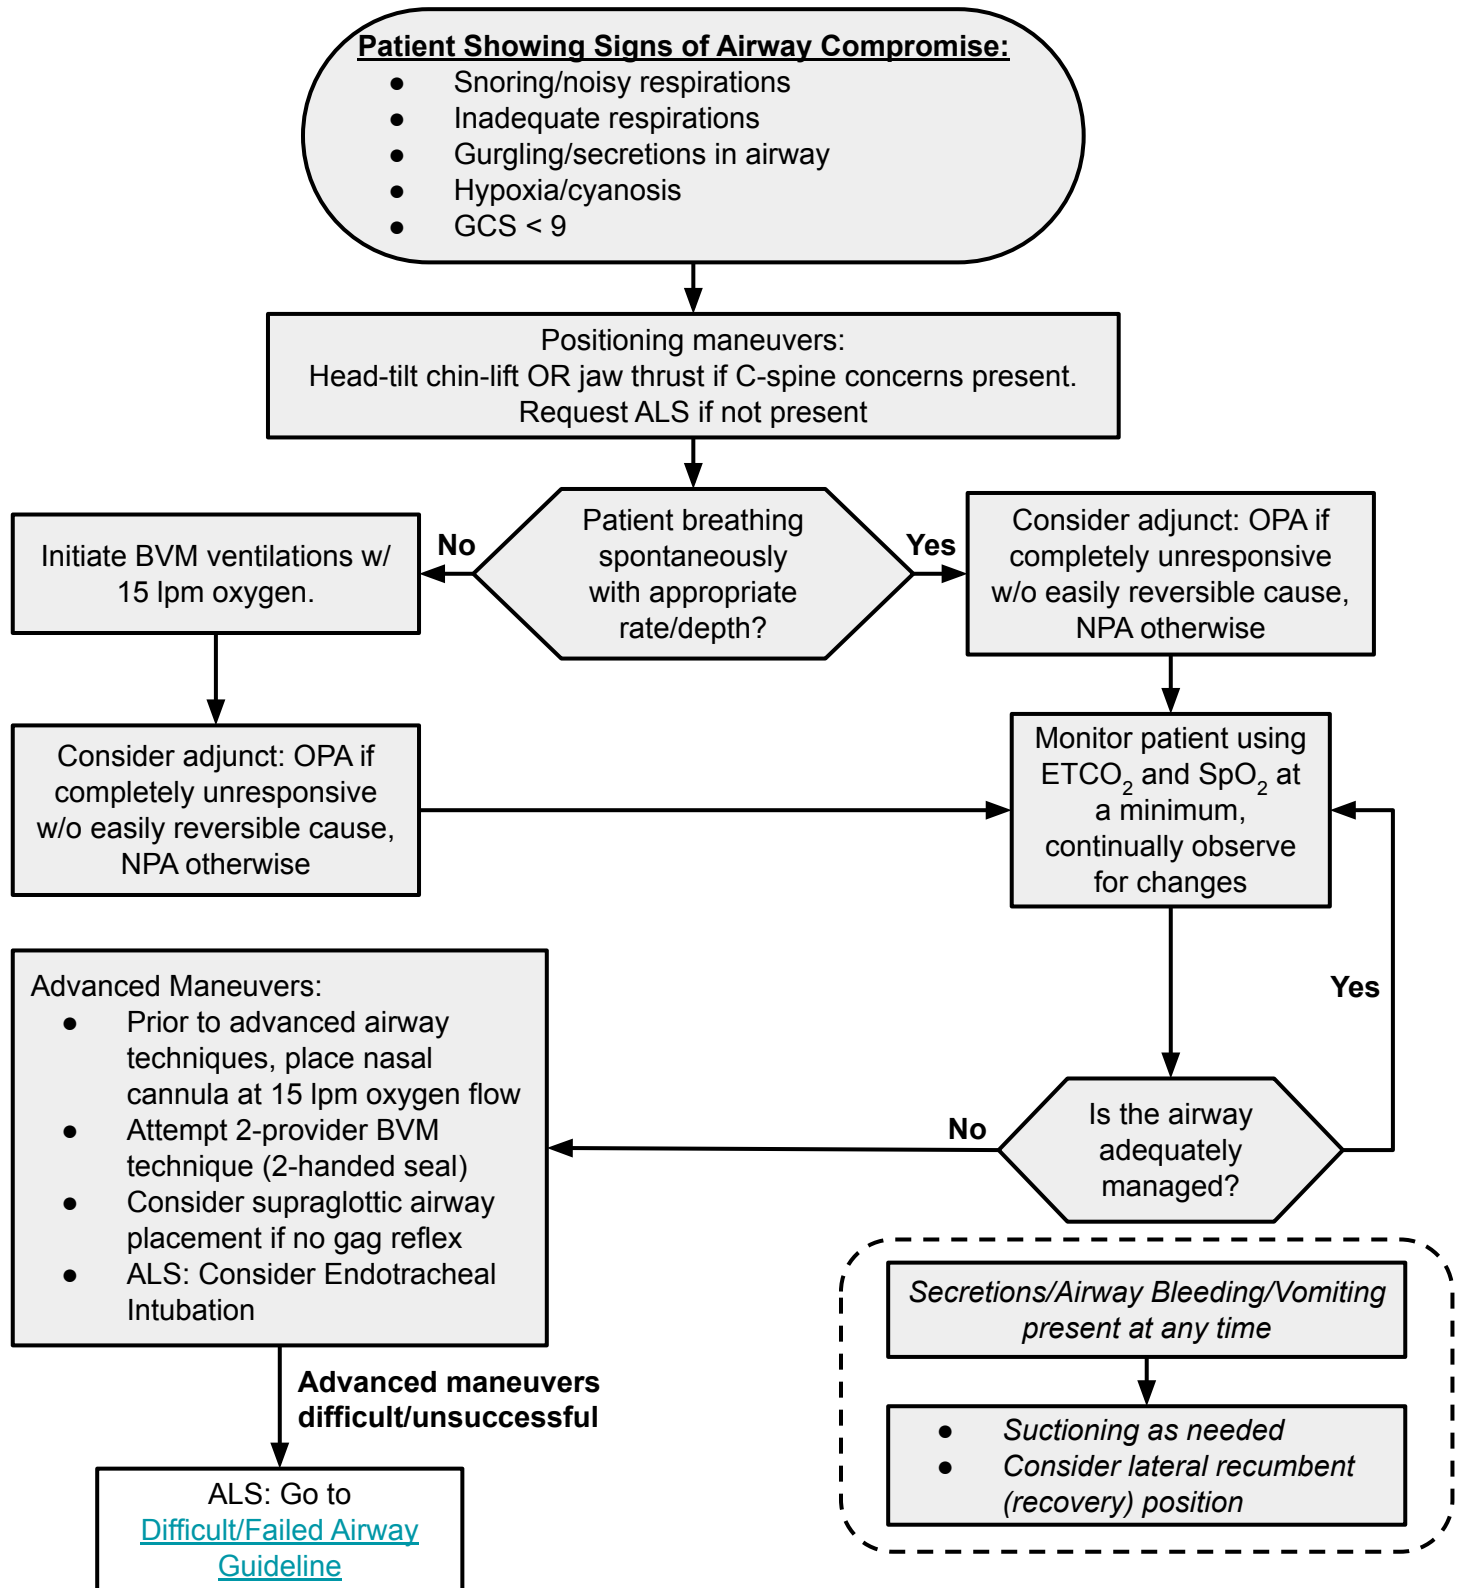 Patient Showing Signs of Airway Compromise:
● Snoring/noisy respirations
● Inadequate respirations
● Gurgling/secretions in airway
● Hypoxia/cyanosis
● GCS < 9
Positioning maneuvers:
Head-tilt chin-lift OR jaw thrust if C-spine concerns present.
Request ALS if not present
Patient breathing
spontaneously
with appropriate
rate/depth?
No
Yes
Initiate BVM ventilations w/
15 lpm oxygen.
Consider adjunct: OPA if
completely unresponsive
w/o easily reversible cause,
NPA otherwise
Consider adjunct: OPA if
completely unresponsive
w/o easily reversible cause,
NPA otherwise
Monitor patient using
ETCO₂ and SpO₂ at
a minimum,
continually observe
for changes
Yes
Is the airway
adequately
managed?
No
Advanced Maneuvers:
● Prior to advanced airway
techniques, place nasal
cannula at 15 lpm oxygen flow
● Attempt 2-provider BVM
technique (2-handed seal)
● Consider supraglottic airway
placement if no gag reflex
● ALS: Consider Endotracheal
Intubation
Advanced maneuvers
difficult/unsuccessful
ALS: Go to
Difficult/Failed Airway
Guideline
Secretions/Airway Bleeding/Vomiting
present at any time
● Suctioning as needed
● Consider lateral recumbent
(recovery) position